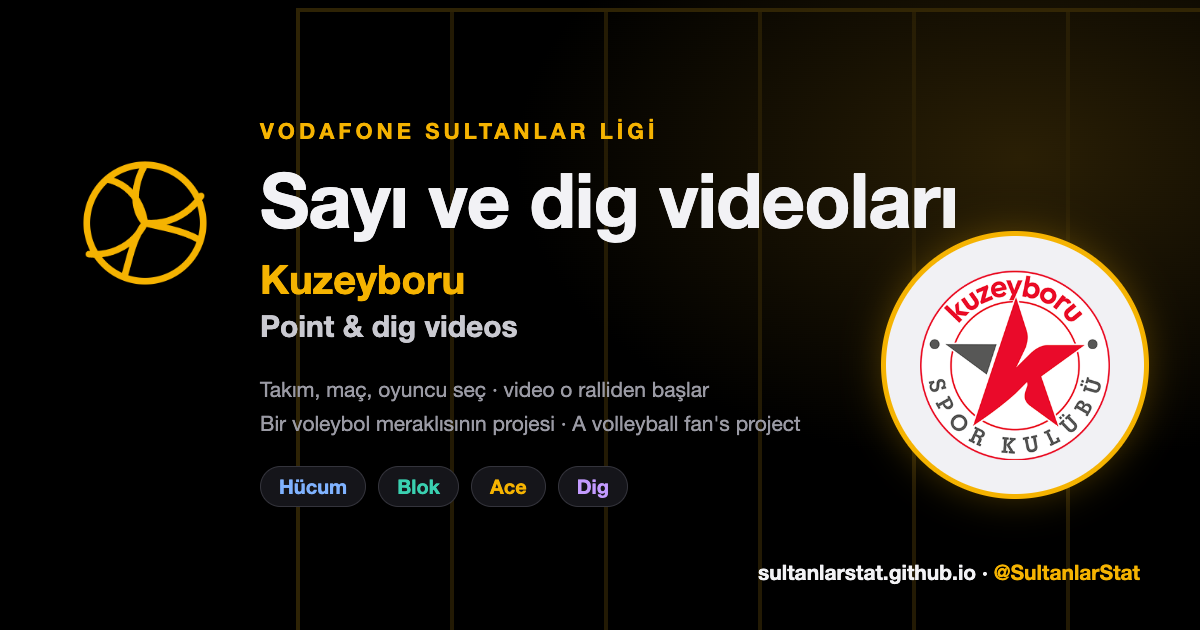 VODAFONE SULTANLAR LİGİ
Sayı ve dig videoları
Kuzeyboru
Point & dig videos
kuzeyboru
SPOR KULÜBÜ
Takım, maç, oyuncu seç · video o ralliden başlar
Bir voleybol meraklısının projesi · A volleyball fan's project
Hücum Blok Ace Dig
sultanlarstat.github.io · @SultanlarStat